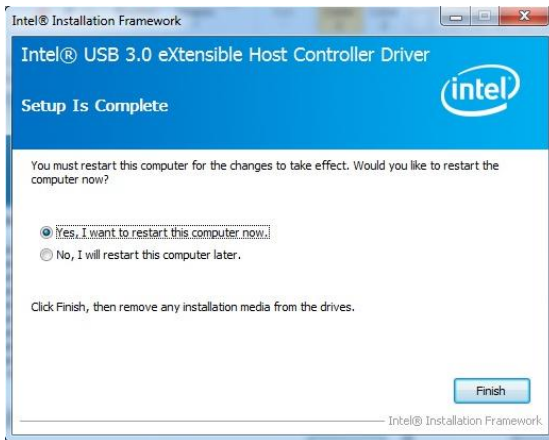 Intel® Installation Framework
Intel® USB 3.0 eXtensible Host Controller Driver
Setup Is Complete
intel
You must restart this computer for the changes to take effect. Would you like to restart the
computer now?
Yes, I want to restart this computer now.
No, I will restart this computer later.
Click Finish, then remove any installation media from the drives.
Finish
Intel® Installation Framework